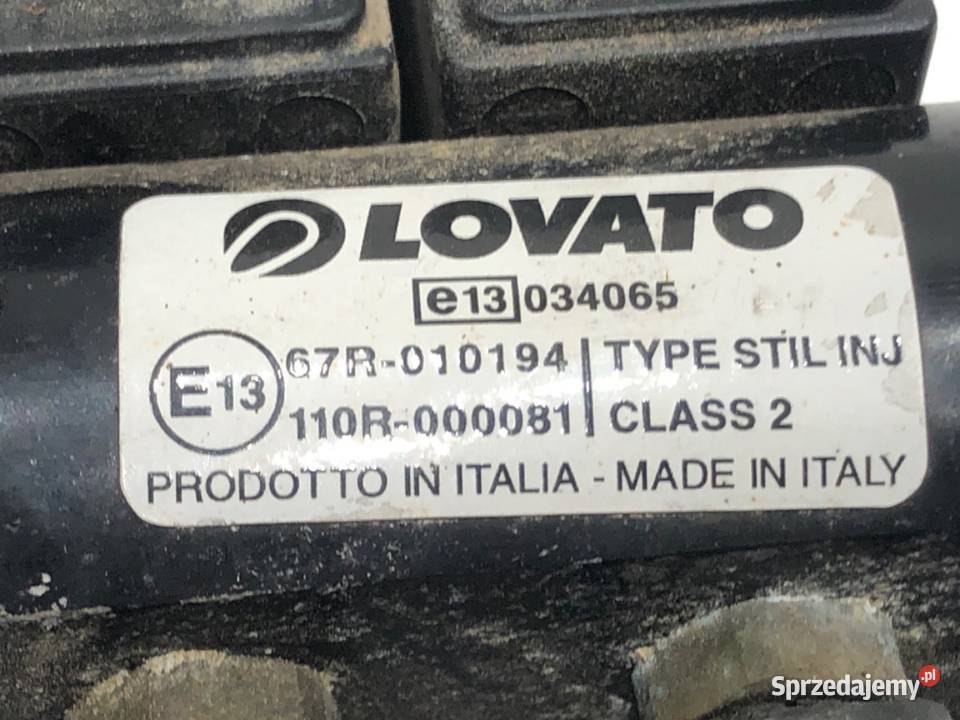 LOVATO
e13 034065
E13 67R-010194 | TYPE STIL INJ
110R-000081 | CLASS 2
PRODOTTO IN ITALIA - MADE IN ITALY
Sprzedajemy.pl